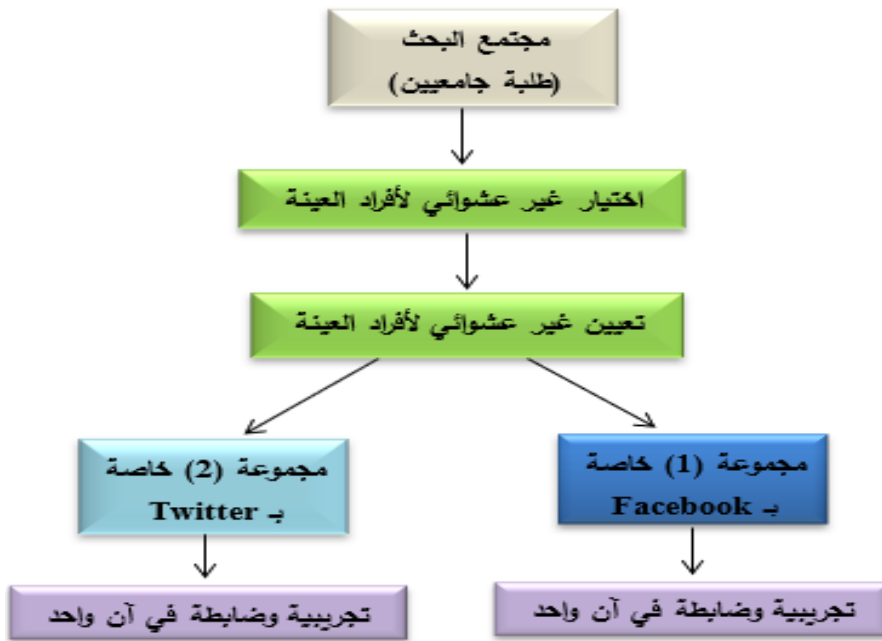 مجتمع البحث
(طلبة جامعيين)
اختيار غير عشوائي لأفراد العينة
تعيين غير عشوائي لأفراد العينة
مجموعة (1) خاصة
بـ Facebook
مجموعة (2) خاصة
بـ Twitter
تجريبية وضابطة في آن واحد
تجريبية وضابطة في آن واحد